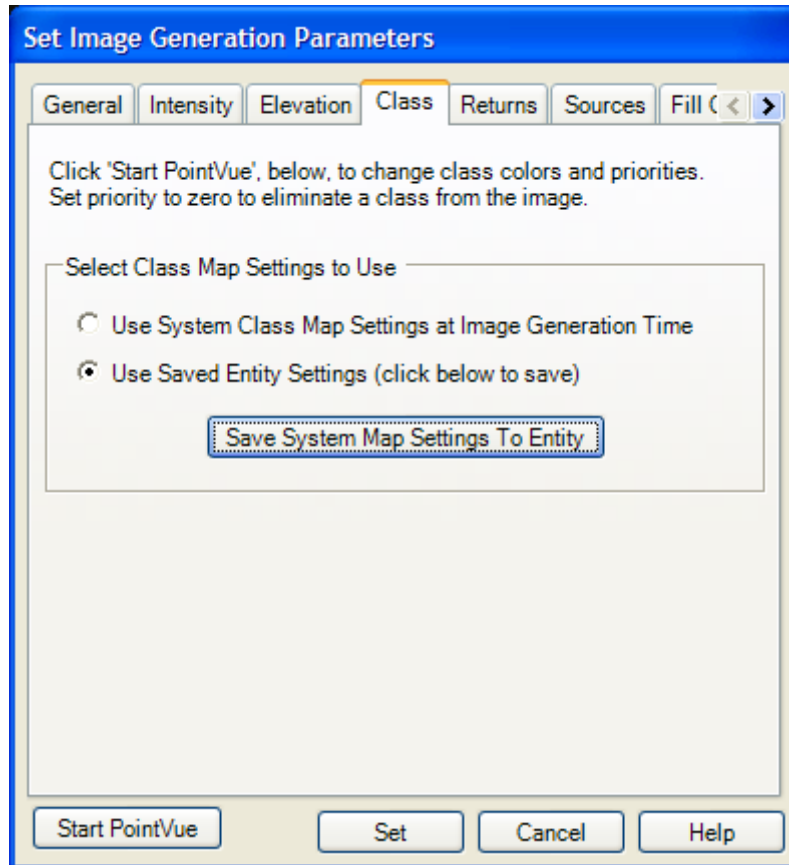 Set Image Generation Parameters
General Intensity Elevation Class Returns Sources Fill
Click 'Start PointVue', below, to change class colors and priorities.
Set priority to zero to eliminate a class from the image.
Select Class Map Settings to Use
Use System Class Map Settings at Image Generation Time
Use Saved Entity Settings (click below to save)
Save System Map Settings To Entity
Start PointVue Set Cancel Help